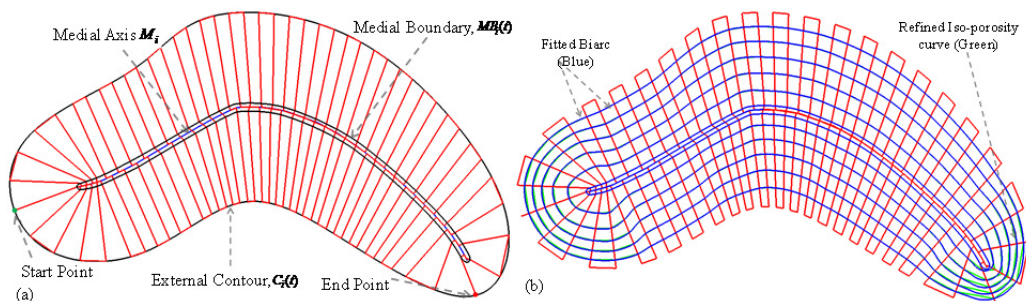 Medial Axis M_i
Medial Boundary, MB_i(t)
Start Point
External Contour, C_i(t)
End Point
(a)
Fitted Biarc
(Blue)
Refined Iso-porosity
curve (Green)
(b)